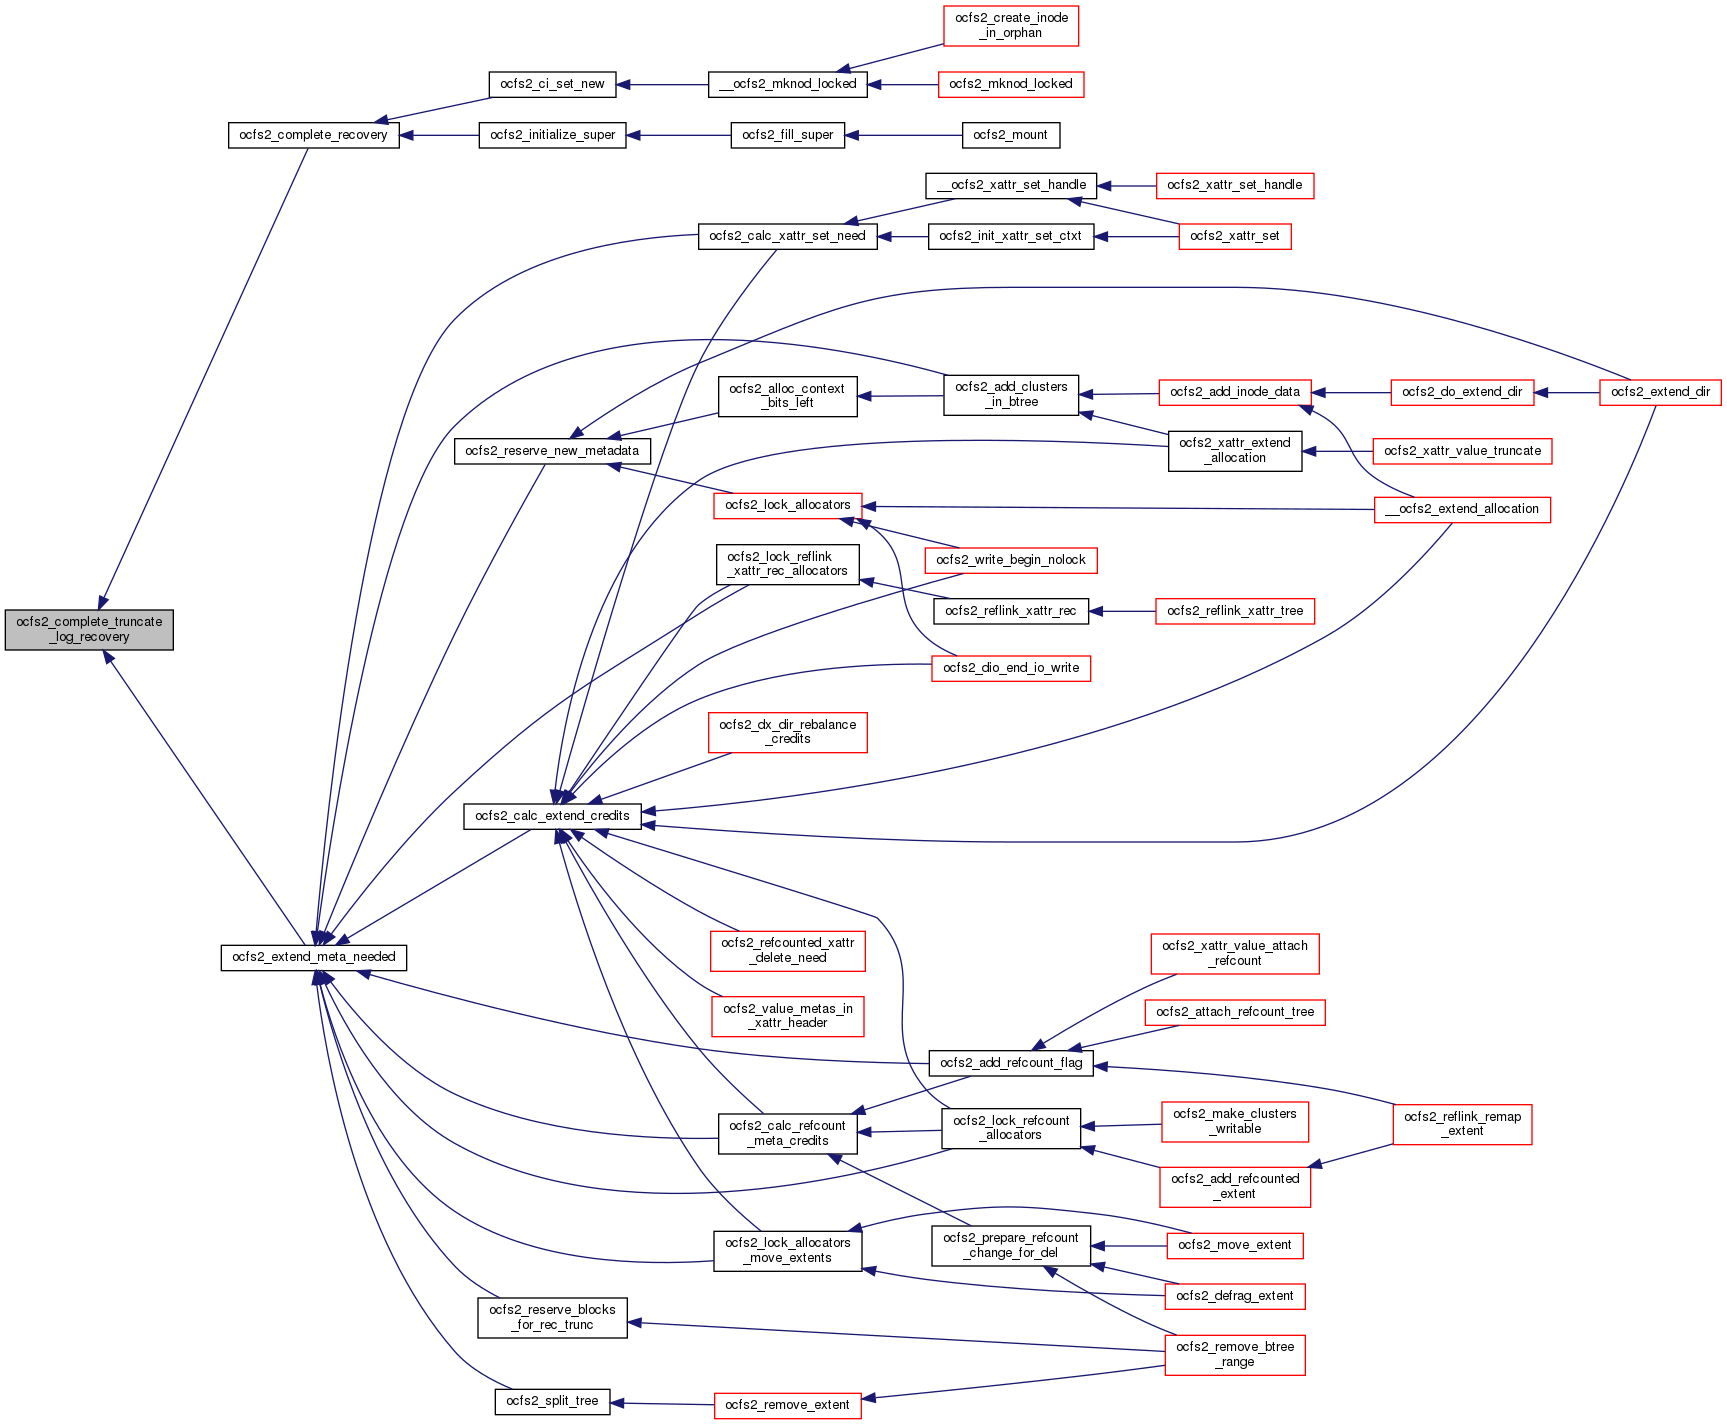 ocfs2_create_inode
_in_orphan
ocfs2_ci_set_new
__ocfs2_mknod_locked
ocfs2_mknod_locked
ocfs2_complete_recovery
ocfs2_initialize_super
ocfs2_fill_super
ocfs2_mount
__ocfs2_xattr_set_handle
ocfs2_xattr_set_handle
ocfs2_calc_xattr_set_need
ocfs2_init_xattr_set_ctxt
ocfs2_xattr_set
ocfs2_alloc_context
_bits_left
ocfs2_add_clusters
_in_btree
ocfs2_add_inode_data
ocfs2_do_extend_dir
ocfs2_extend_dir
ocfs2_reserve_new_metadata
ocfs2_xattr_extend
_allocation
ocfs2_xattr_value_truncate
ocfs2_lock_allocators
__ocfs2_extend_allocation
ocfs2_lock_reflink
_xattr_rec_allocators
ocfs2_write_begin_nolock
ocfs2_reflink_xattr_rec
ocfs2_reflink_xattr_tree
ocfs2_complete_truncate
_log_recovery
ocfs2_dio_end_io_write
ocfs2_dx_dir_rebalance
_credits
ocfs2_calc_extend_credits
ocfs2_refcounted_xattr
_delete_need
ocfs2_xattr_value_attach
_refcount
ocfs2_extend_meta_needed
ocfs2_value_metas_in
_xattr_header
ocfs2_attach_refcount_tree
ocfs2_add_refcount_flag
ocfs2_calc_refcount
_meta_credits
ocfs2_lock_refcount
_allocators
ocfs2_make_clusters
_writable
ocfs2_reflink_remap
_extent
ocfs2_add_refcounted
_extent
ocfs2_lock_allocators
_move_extents
ocfs2_prepare_refcount
_change_for_del
ocfs2_move_extent
ocfs2_defrag_extent
ocfs2_reserve_blocks
_for_rec_trunc
ocfs2_remove_btree
_range
ocfs2_split_tree
ocfs2_remove_extent